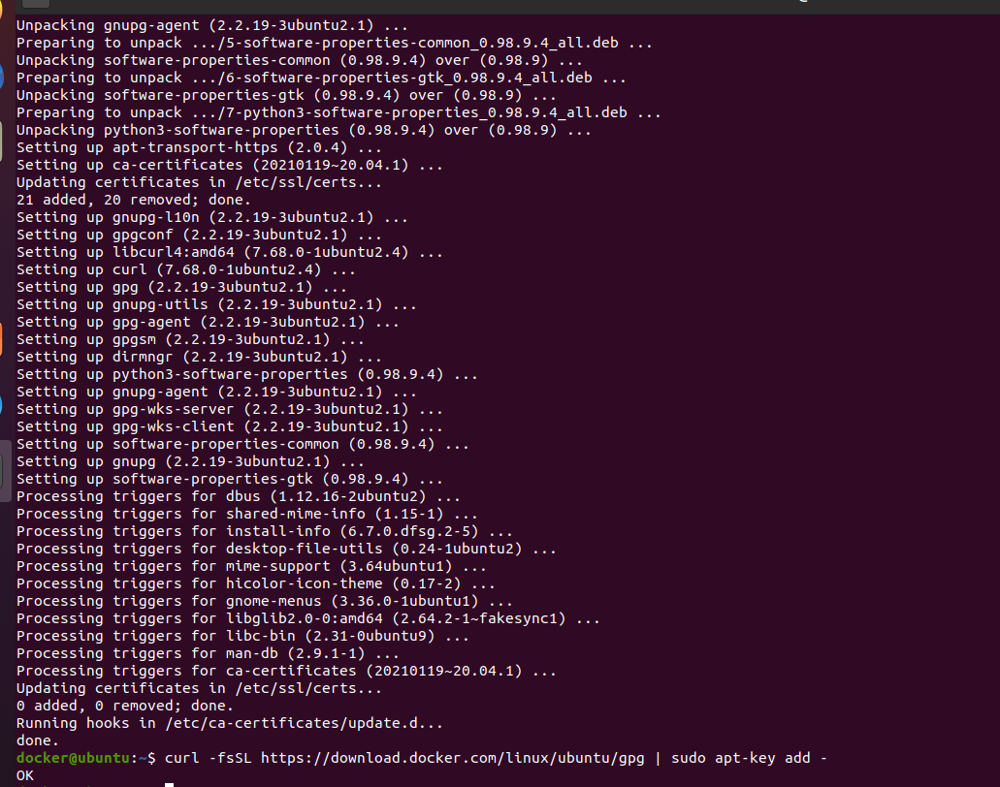 Unpacking gnupg-agent (2.2.19-3ubuntu2.1) ...
Preparing to unpack .../5-software-properties-common_0.98.9.4_all.deb ...
Unpacking software-properties-common (0.98.9.4) over (0.98.9) ...
Preparing to unpack .../6-software-properties-gtk_0.98.9.4_all.deb ...
Unpacking software-properties-gtk (0.98.9.4) over (0.98.9) ...
Preparing to unpack .../7-python3-software-properties_0.98.9.4_all.deb ...
Unpacking python3-software-properties (0.98.9.4) over (0.98.9) ...
Setting up apt-transport-https (2.0.4) ...
Setting up ca-certificates (20210119~20.04.1) ...
Updating certificates in /etc/ssl/certs...
21 added, 20 removed; done.
Setting up gnupg-l10n (2.2.19-3ubuntu2.1) ...
Setting up gpgconf (2.2.19-3ubuntu2.1) ...
Setting up libcurl4:amd64 (7.68.0-1ubuntu2.4) ...
Setting up curl (7.68.0-1ubuntu2.4) ...
Setting up gpg (2.2.19-3ubuntu2.1) ...
Setting up gnupg-utils (2.2.19-3ubuntu2.1) ...
Setting up gpg-agent (2.2.19-3ubuntu2.1) ...
Setting up gpgsm (2.2.19-3ubuntu2.1) ...
Setting up dirmngr (2.2.19-3ubuntu2.1) ...
Setting up python3-software-properties (0.98.9.4) ...
Setting up gnupg-agent (2.2.19-3ubuntu2.1) ...
Setting up gpg-wks-server (2.2.19-3ubuntu2.1) ...
Setting up gpg-wks-client (2.2.19-3ubuntu2.1) ...
Setting up software-properties-common (0.98.9.4) ...
Setting up gnupg (2.2.19-3ubuntu2.1) ...
Setting up software-properties-gtk (0.98.9.4) ...
Processing triggers for dbus (1.12.16-2ubuntu2) ...
Processing triggers for shared-mime-info (1.15-1) ...
Processing triggers for install-info (6.7.0.dfsg.2-5) ...
Processing triggers for desktop-file-utils (0.24-1ubuntu2) ...
Processing triggers for mime-support (3.64ubuntu1) ...
Processing triggers for hicolor-icon-theme (0.17-2) ...
Processing triggers for gnome-menus (3.36.0-1ubuntu1) ...
Processing triggers for libglib2.0-0:amd64 (2.64.2-1~fakesync1) ...
Processing triggers for libc-bin (2.31-0ubuntu9) ...
Processing triggers for man-db (2.9.1-1) ...
Processing triggers for ca-certificates (20210119~20.04.1) ...
Updating certificates in /etc/ssl/certs...
0 added, 0 removed; done.
Running hooks in /etc/ca-certificates/update.d...
done.
docker@ubuntu:~$ curl -fsSL https://download.docker.com/linux/ubuntu/gpg | sudo apt-key add -
OK